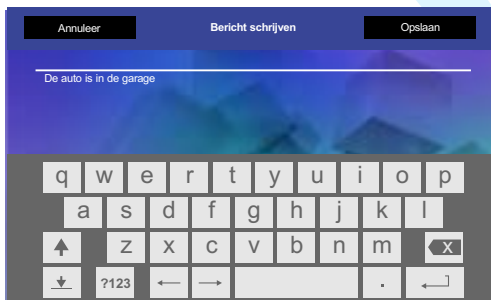 Annuleer Bericht schrijven Opslaan
De auto is in de garage
q w e r t y u i o p
a s d f g h j k l
z x c v b n m x
?123 .